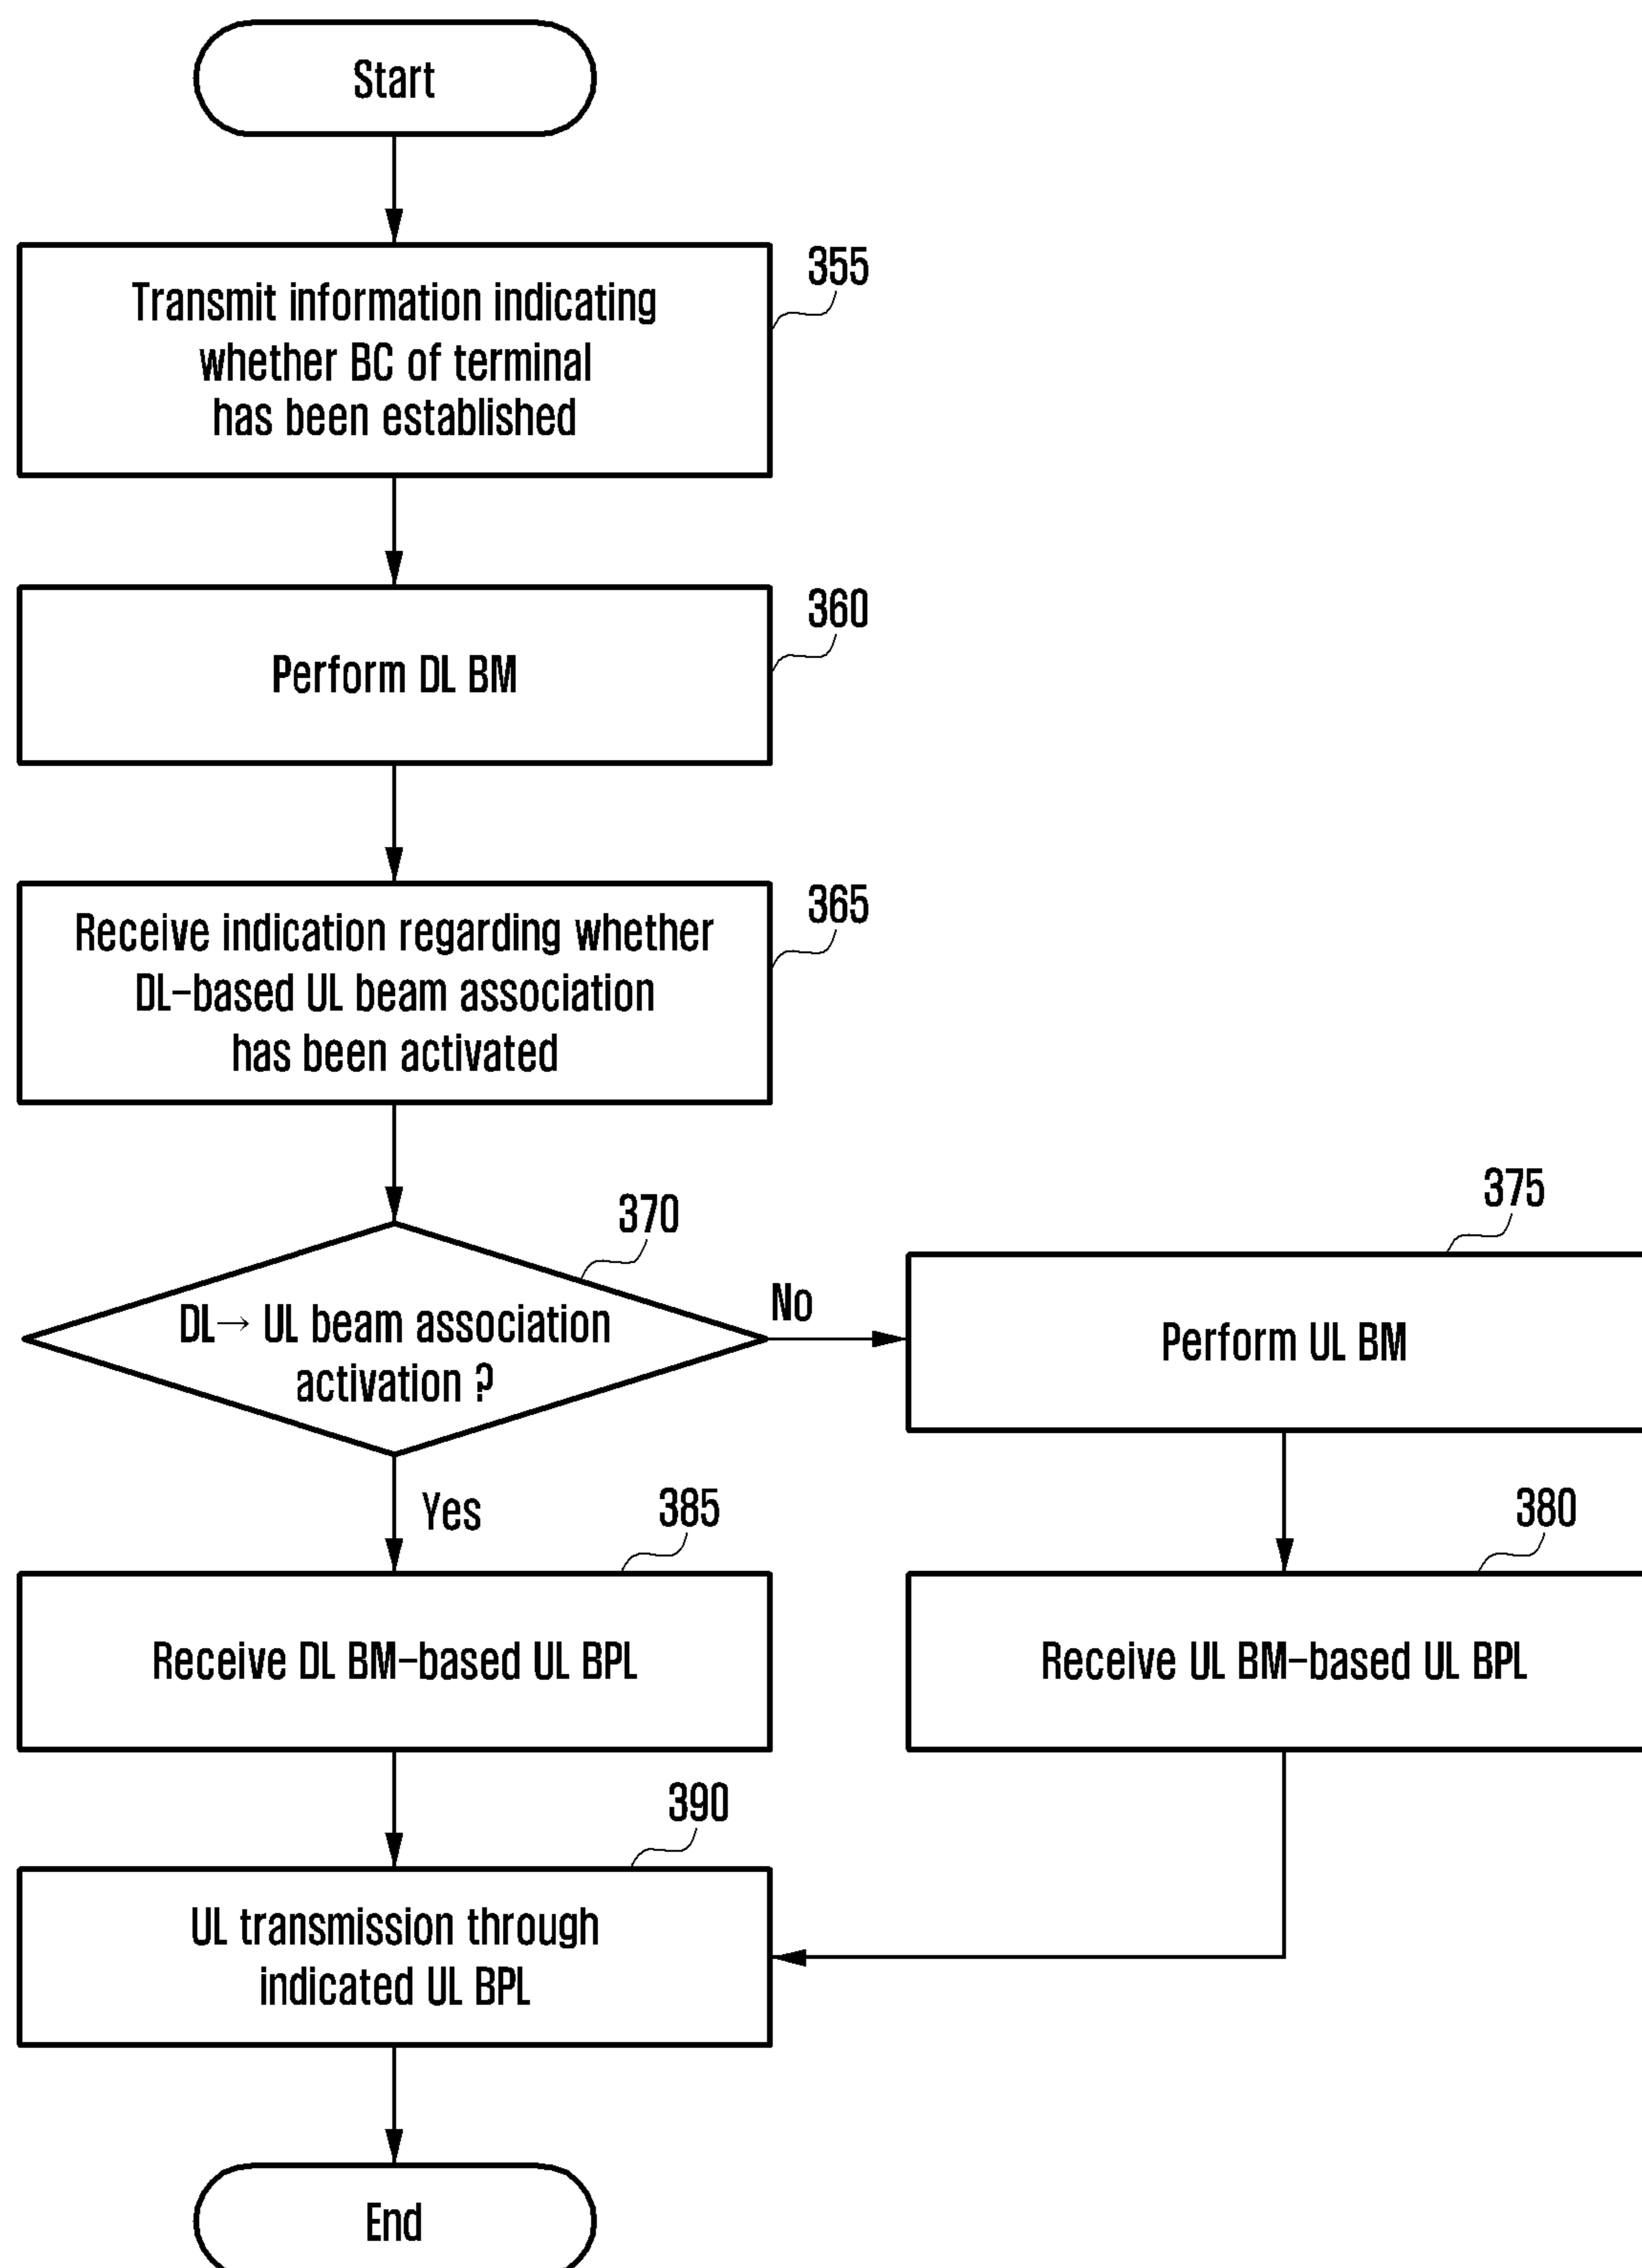 Start
355
Transmit information indicating
whether BC of terminal
has been established
360
Perform DL BM
365
Receive indication regarding whether
DL-based UL beam association
has been activated
370
DL→ UL beam association
activation ?
No
375
Perform UL BM
Yes
385
Receive DL BM-based UL BPL
380
Receive UL BM-based UL BPL
390
UL transmission through
indicated UL BPL
End